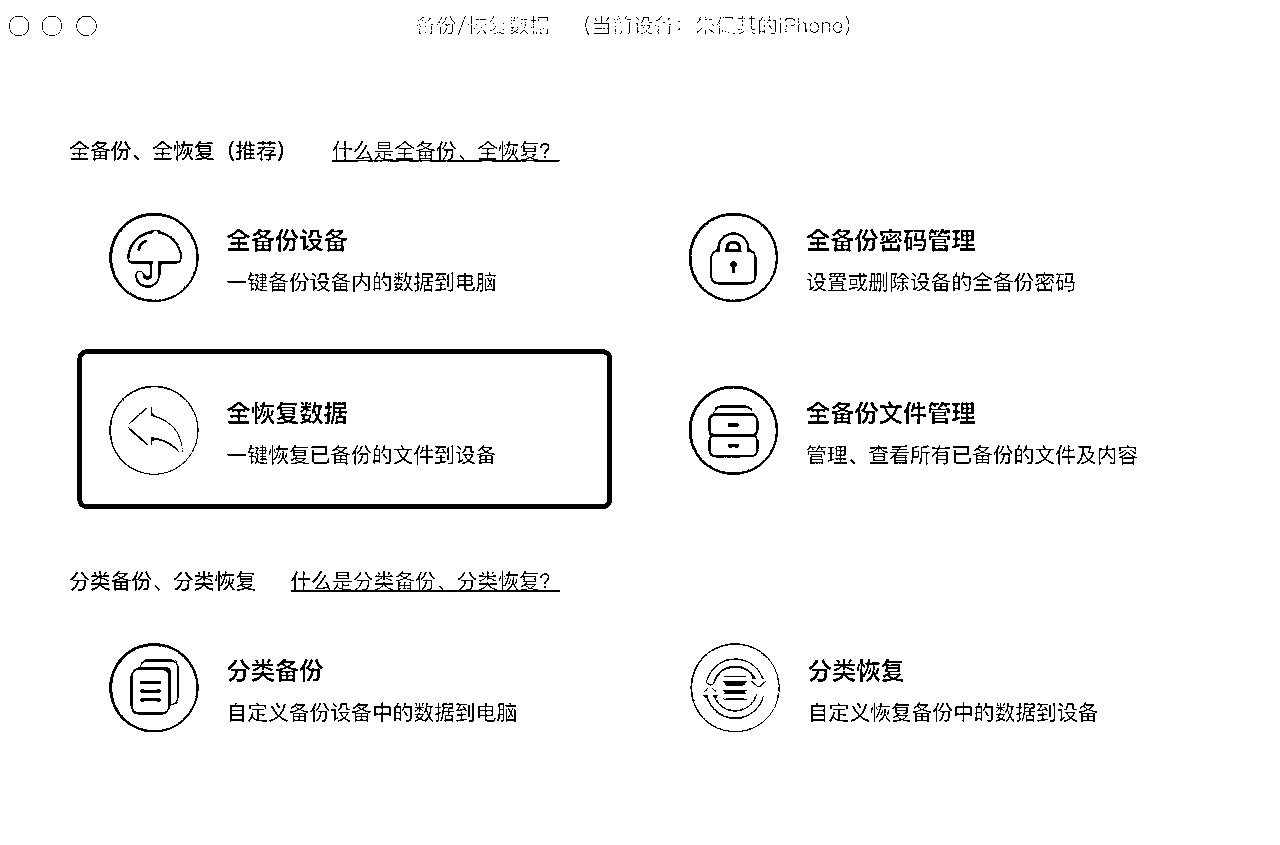 备份/恢复数据 （当前设备：的iPhone）
全备份、全恢复（推荐） 什么是全备份、全恢复？
全备份设备
一键备份设备内的数据到电脑
全备份密码管理
设置或删除设备的全备份密码
全恢复数据
一键恢复已备份的文件到设备
全备份文件管理
管理、查看所有已备份的文件及内容
分类备份、分类恢复 什么是分类备份、分类恢复？
分类备份
自定义备份设备中的数据到电脑
分类恢复
自定义恢复备份中的数据到设备